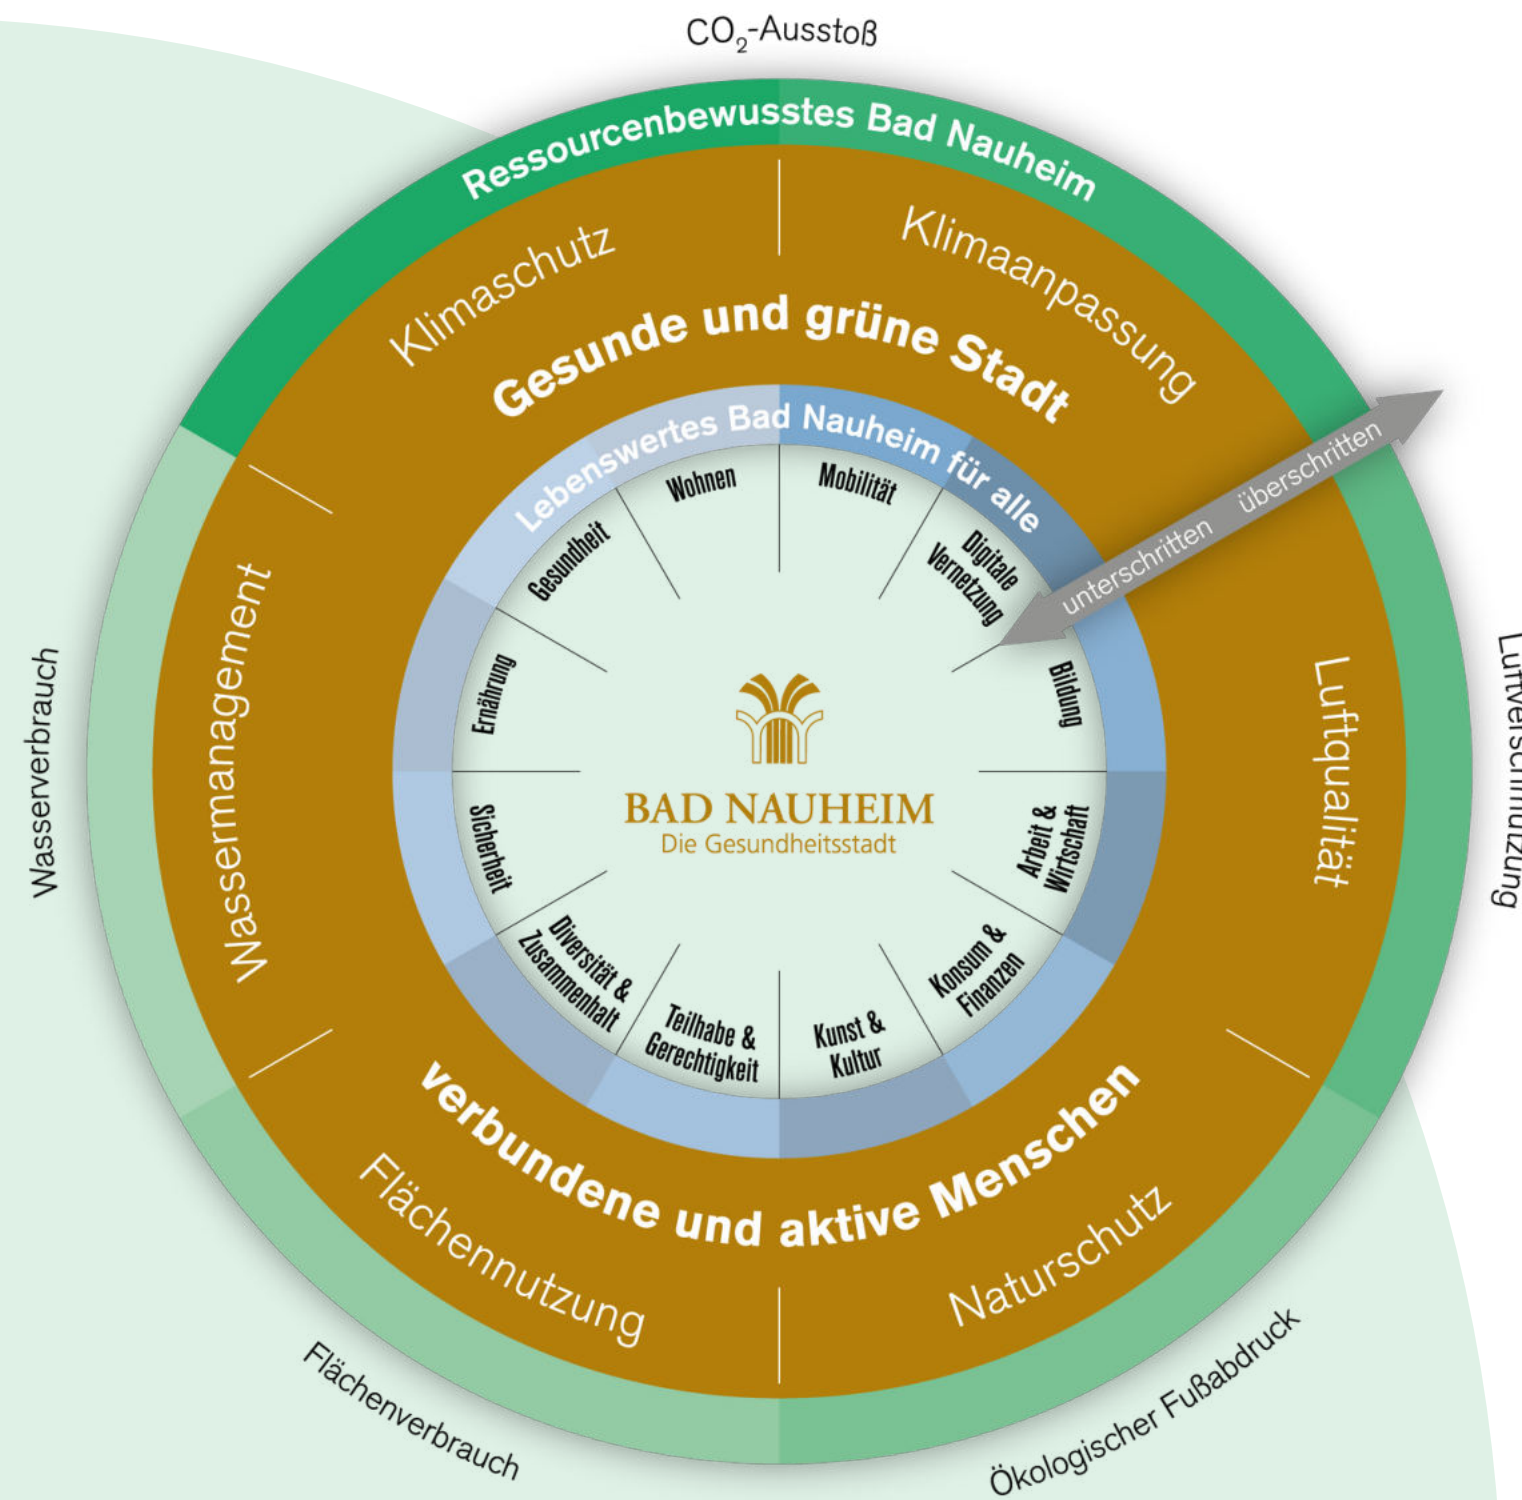 CO₂-Ausstoß
Ressourcenbewusstes Bad Nauheim
Klimaschutz
Klimaanpassung
Gesunde und grüne Stadt
Lebenswertes Bad Nauheim für alle
unterschritten
überschritten
Wohnen
Mobilität
Gesundheit
Digitale
Vernetzung
Ernährung
Bildung
Sicherheit
Arbeit &
Wirtschaft
Diversität &
Zusammenhalt
Konsum &
Finanzen
Teilhabe &
Gerechtigkeit
Kunst &
Kultur
BAD NAUHEIM
Die Gesundheitsstadt
Wasserverbrauch
Wassermanagement
Luftqualität
Luftverschmutzung
verbundene und aktive Menschen
Flächennutzung
Naturschutz
Flächenverbrauch
Ökologischer Fußabdruck